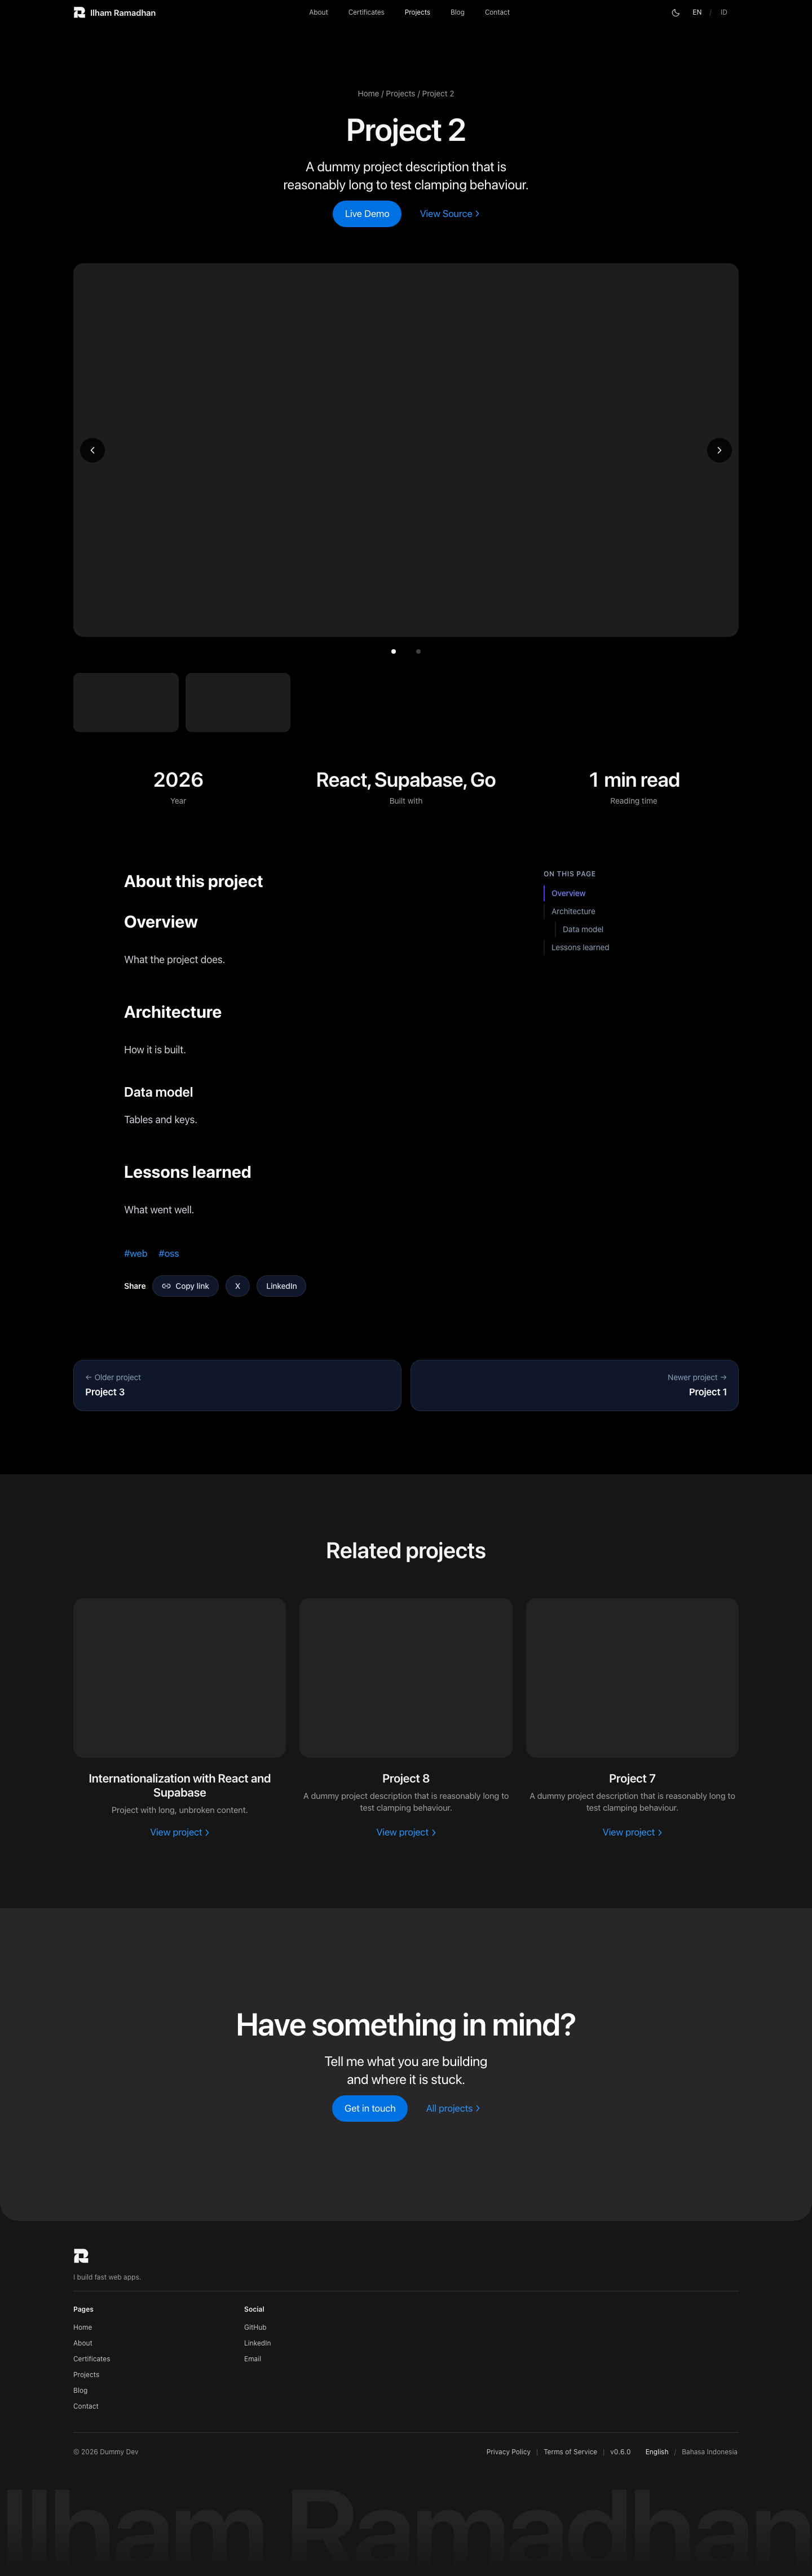 Ilham Ramadhan
About
Certificates
Projects
Blog
Contact
EN / ID
Home / Projects / Project 2
Project 2
A dummy project description that is
reasonably long to test clamping behaviour.
Live Demo
View Source
2026
Year
React, Supabase, Go
Built with
1 min read
Reading time
About this project
Overview
What the project does.
Architecture
How it is built.
Data model
Tables and keys.
Lessons learned
What went well.
#web #oss
Share
Copy link
X
LinkedIn
ON THIS PAGE
Overview
Architecture
Data model
Lessons learned
← Older project
Project 3
Newer project →
Project 1
Related projects
Internationalization with React and
Supabase
Project with long, unbroken content.
View project
Project 8
A dummy project description that is reasonably long to
test clamping behaviour.
View project
Project 7
A dummy project description that is reasonably long to
test clamping behaviour.
View project
Have something in mind?
Tell me what you are building
and where it is stuck.
Get in touch
All projects
I build fast web apps.
Pages
Home
About
Certificates
Projects
Blog
Contact
Social
GitHub
LinkedIn
Email
© 2026 Dummy Dev
Privacy Policy | Terms of Service | v0.6.0
English / Bahasa Indonesia
Ilham Ramadhan